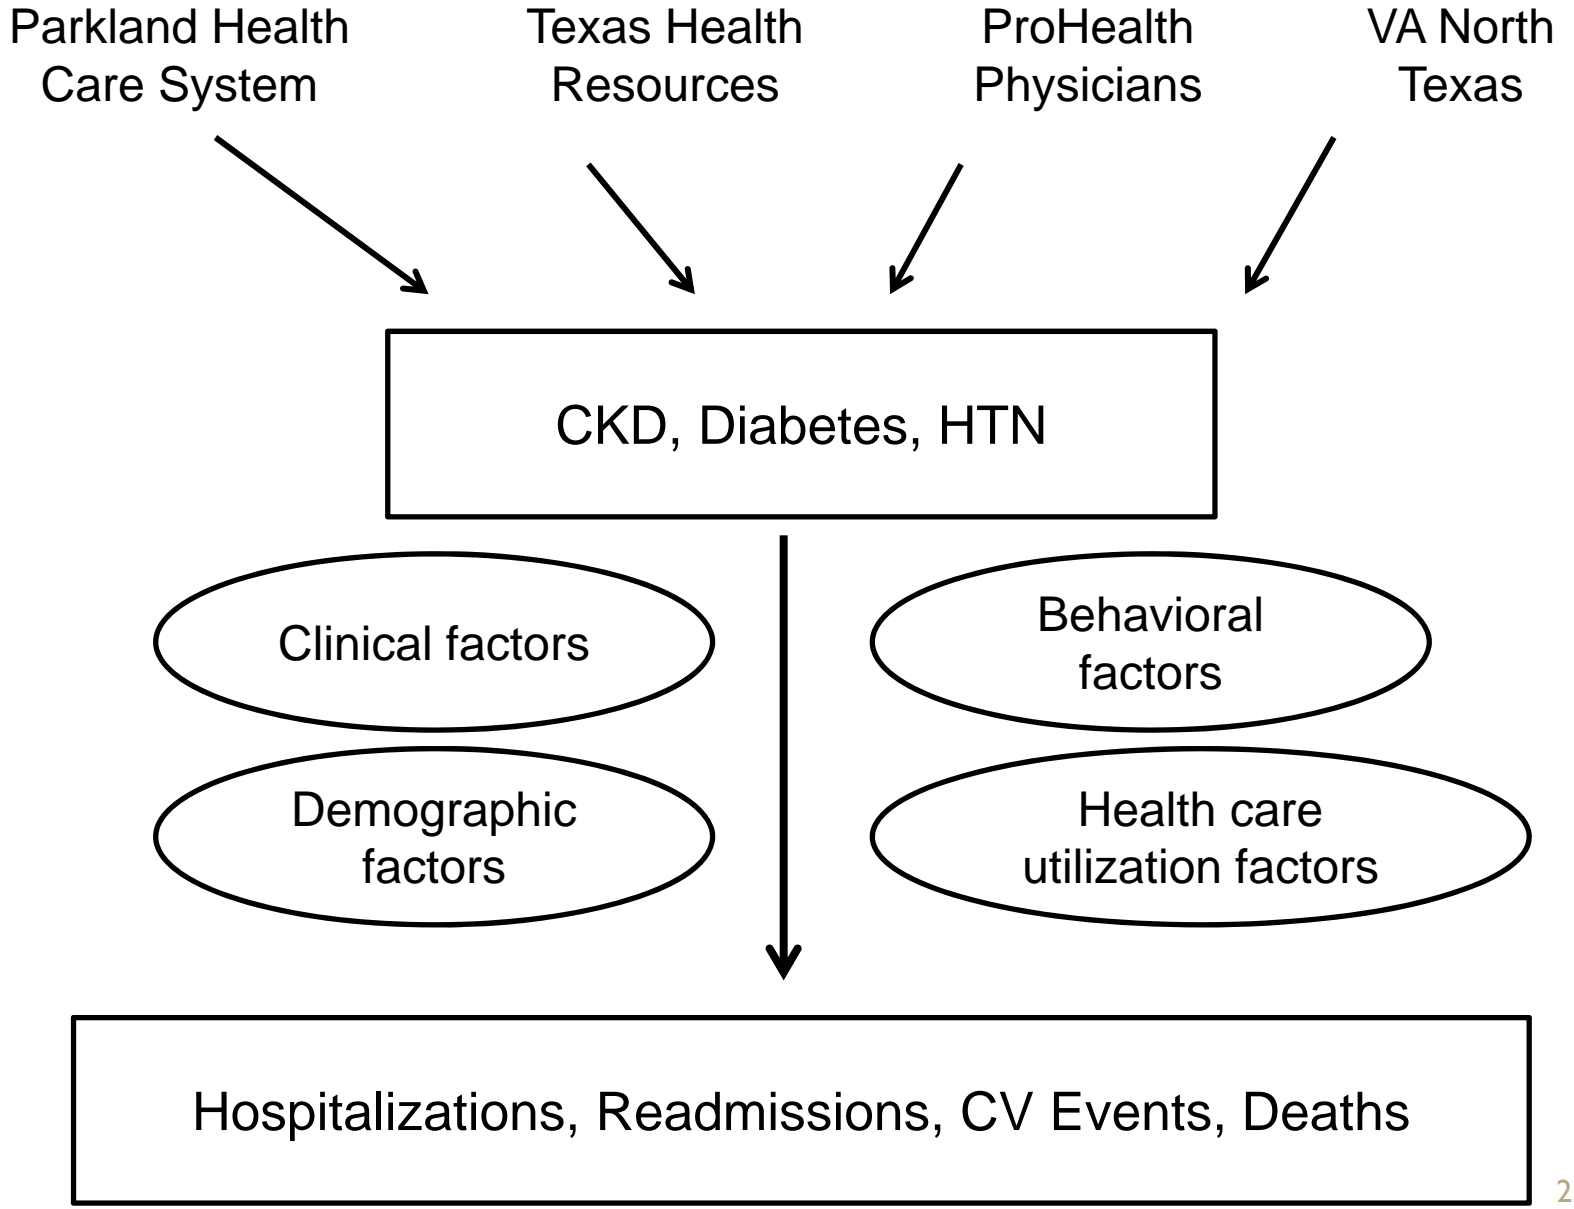 Parkland Health
Care System
Texas Health
Resources
ProHealth
Physicians
VA North
Texas
CKD, Diabetes, HTN
Clinical factors
Behavioral
factors
Demographic
factors
Health care
utilization factors
Hospitalizations, Readmissions, CV Events, Deaths
2